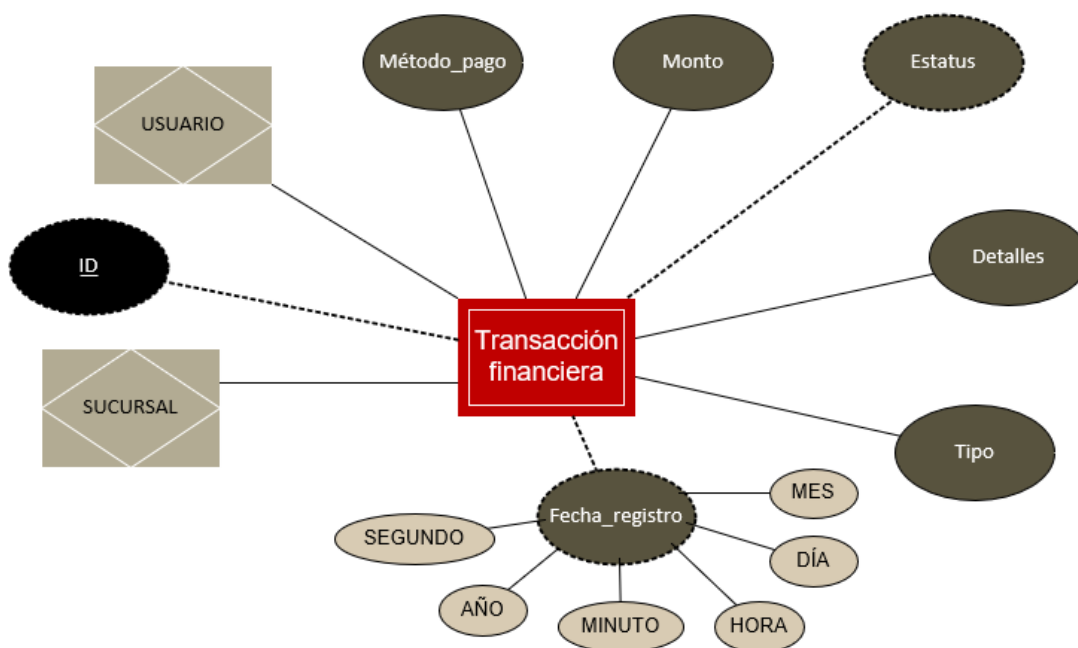 Método_pago
Monto
Estatus
USUARIO
ID
Detalles
Transacción
financiera
SUCURSAL
Tipo
MES
Fecha_registro
SEGUNDO
DÍA
AÑO
MINUTO
HORA